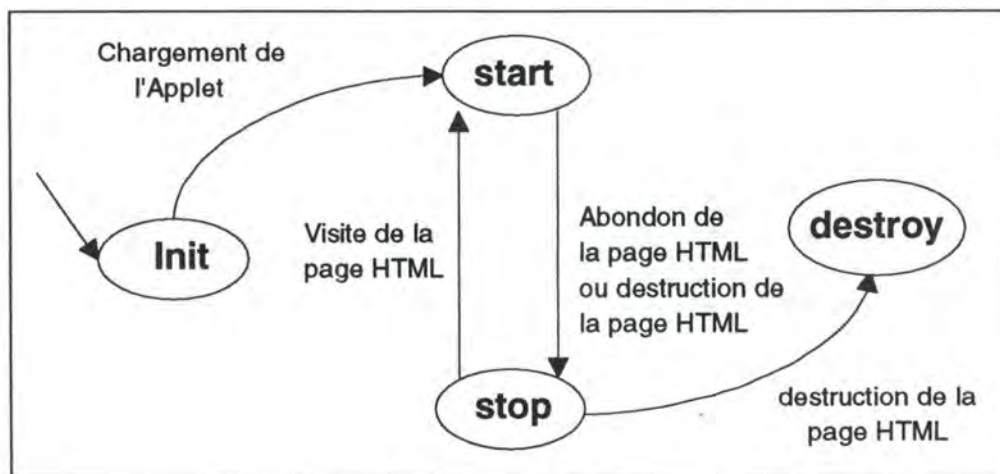 Chargement de
l'Applet
start
Init
Visite de la
page HTML
Abondon de
la page HTML
ou destruction de
la page HTML
destroy
stop
destruction de la
page HTML